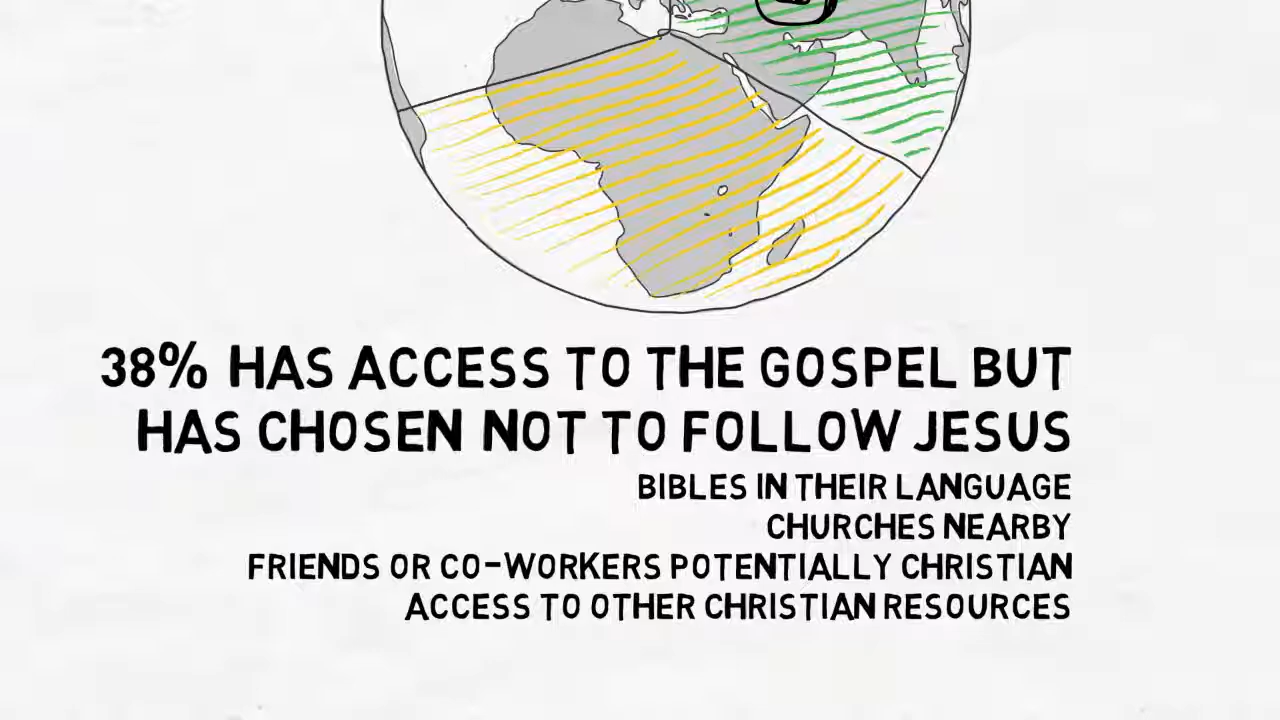 38% HAS ACCESS TO THE GOSPEL BUT
HAS CHOSEN NOT TO FOLLOW JESUS
BIBLES IN THEIR LANGUAGE
CHURCHES NEARBY
FRIENDS OR CO-WORKERS POTENTIALLY CHRISTIAN
ACCESS TO OTHER CHRISTIAN RESOURCES